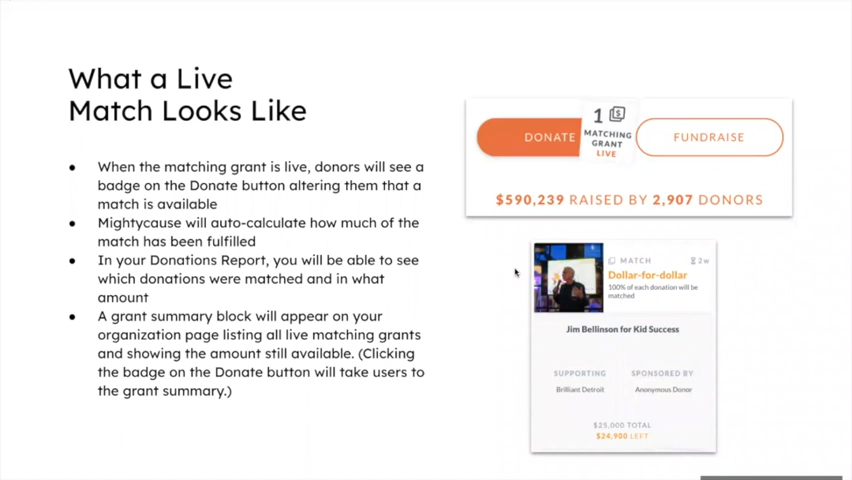 What a Live
Match Looks Like
● When the matching grant is live, donors will see a
badge on the Donate button altering them that a
match is available
● Mightycause will auto-calculate how much of the
match has been fulfilled
● In your Donations Report, you will be able to see
which donations were matched and in what
amount
● A grant summary block will appear on your
organization page listing all live matching grants
and showing the amount still available. (Clicking
the badge on the Donate button will take users to
the grant summary.)
DONATE
1
MATCHING
GRANT
LIVE
FUNDRAISE
$590,239 RAISED BY 2,907 DONORS
MATCH 2w
Dollar-for-dollar
100% of each donation will be
matched
Jim Bellinson for Kid Success
SUPPORTING SPONSORED BY
Brilliant Detroit Anonymous Donor
$25,000 TOTAL
$24,900 LEFT